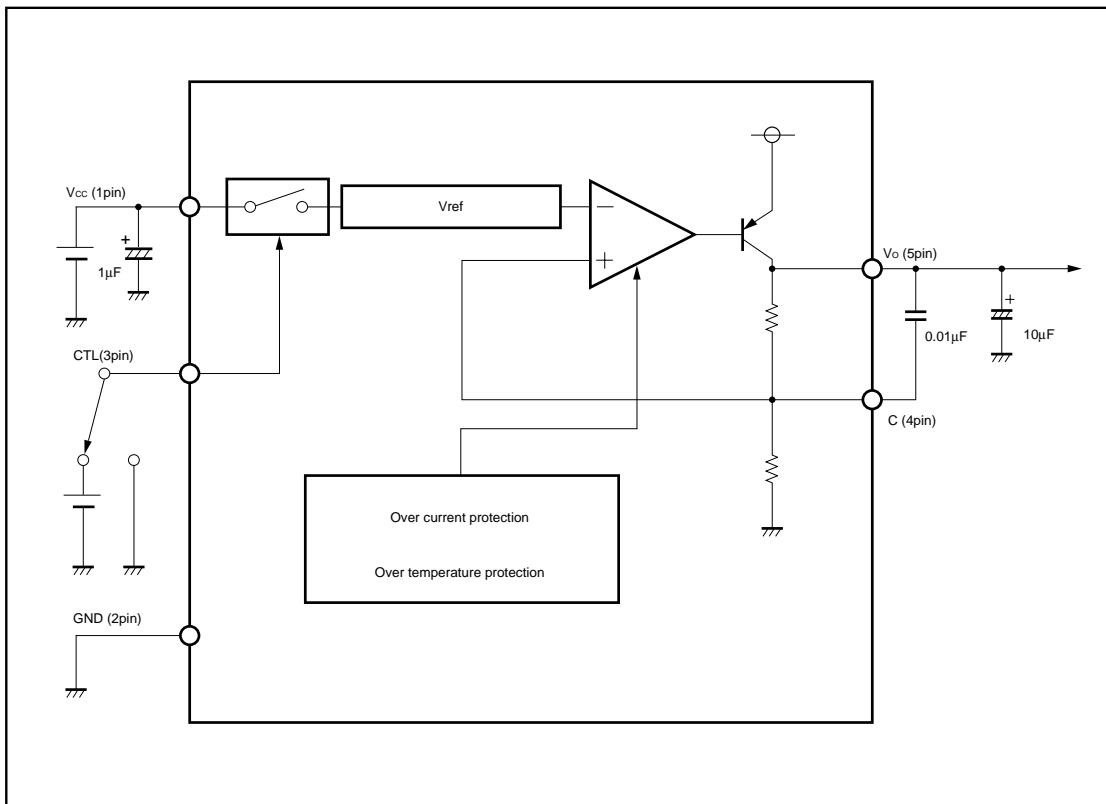 Vcc (1pin)
Vref
+
1μF
−
+
Vo (5pin)
+
0.01μF
10μF
CTL(3pin)
C (4pin)
Over current protection
Over temperature protection
GND (2pin)